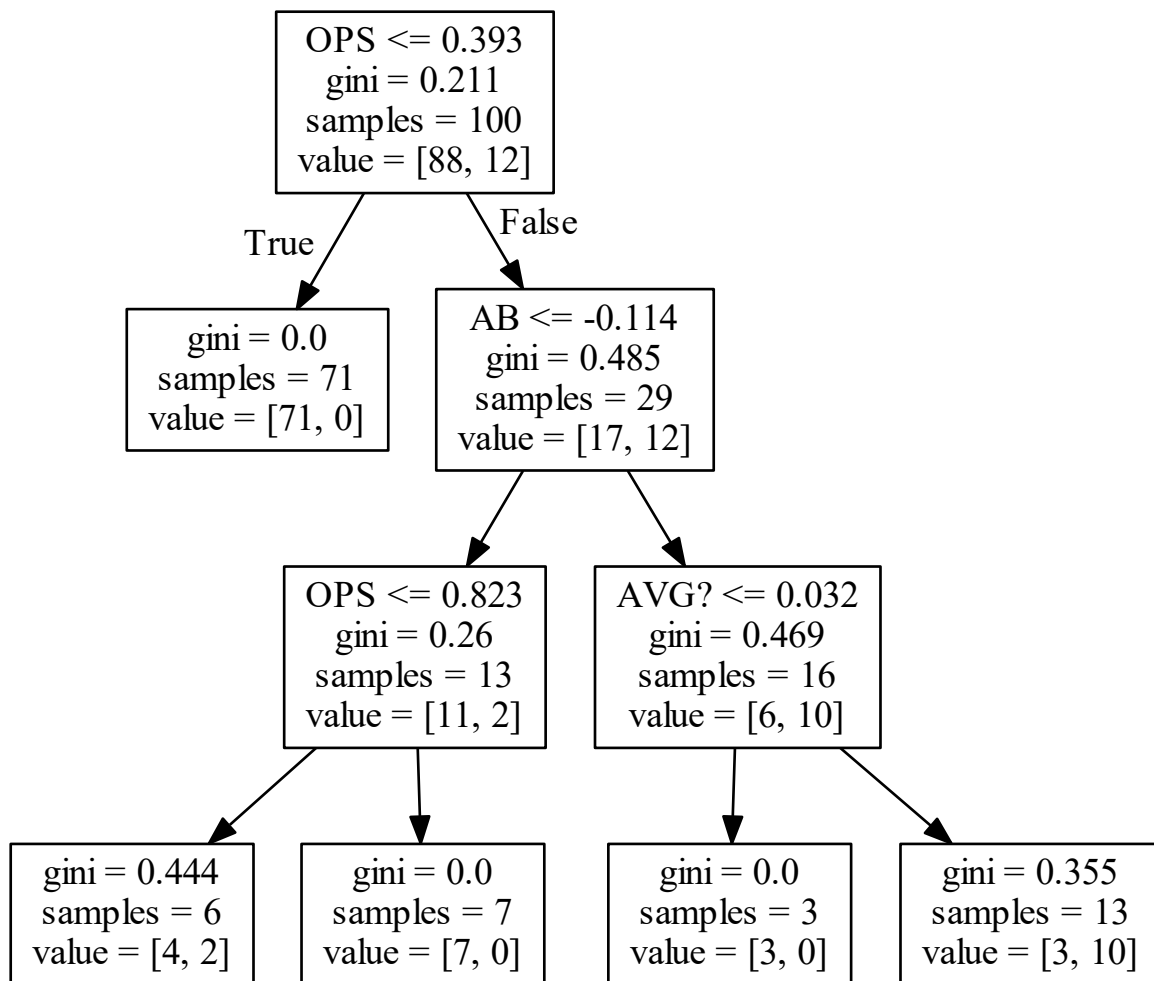 OPS <= 0.393
gini = 0.211
samples = 100
value = [88, 12]
True
False
gini = 0.0
samples = 71
value = [71, 0]
AB <= -0.114
gini = 0.485
samples = 29
value = [17, 12]
OPS <= 0.823
gini = 0.26
samples = 13
value = [11, 2]
AVG? <= 0.032
gini = 0.469
samples = 16
value = [6, 10]
gini = 0.444
samples = 6
value = [4, 2]
gini = 0.0
samples = 7
value = [7, 0]
gini = 0.0
samples = 3
value = [3, 0]
gini = 0.355
samples = 13
value = [3, 10]